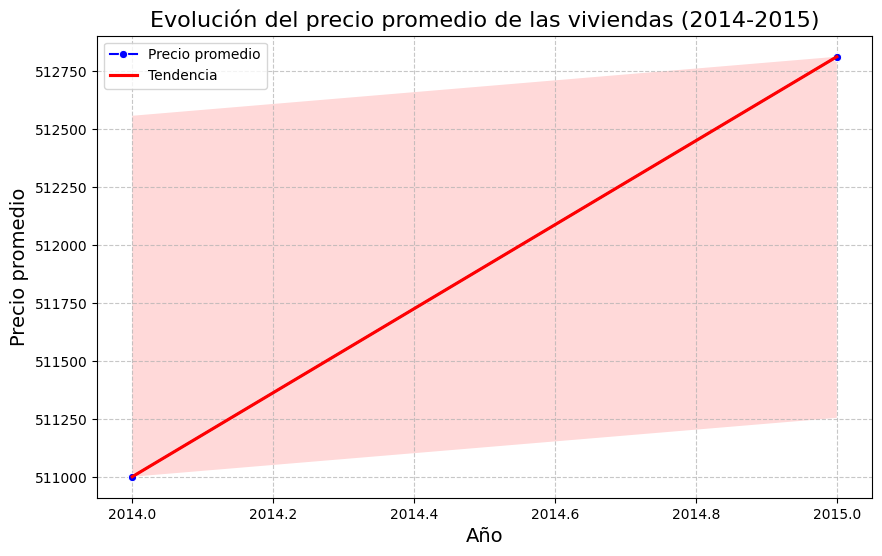 Evolución del precio promedio de las viviendas (2014-2015)
Precio promedio
Tendencia
Precio promedio
512750
512500
512250
512000
511750
511500
511250
511000
2014.0 2014.2 2014.4 2014.6 2014.8 2015.0
Año